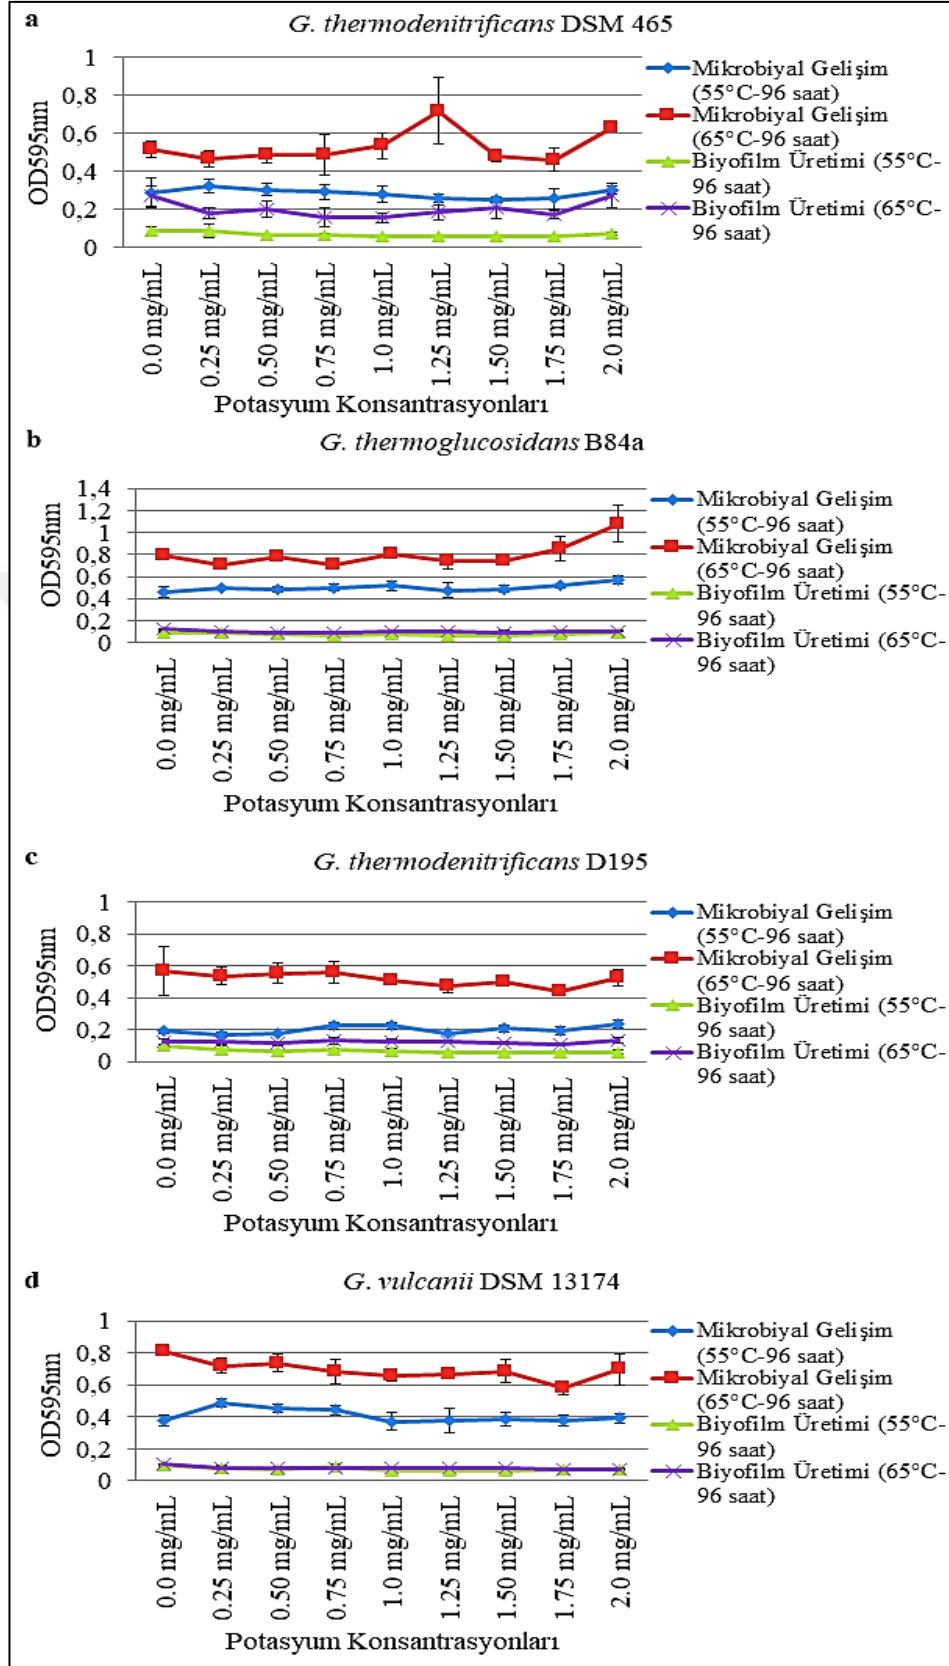 a
G. thermodenitrificans DSM 465
1
0,8
0,6
0,4
0,2
0
OD595nm
0.0 mg/mL
0.25 mg/mL
0.50 mg/mL
0.75 mg/mL
1.0 mg/mL
1.25 mg/mL
1.50 mg/mL
1.75 mg/mL
2.0 mg/mL
Potasyum Konsantrasyonları
Mikrobiyal Gelişim
(55°C-96 saat)
Mikrobiyal Gelişim
(65°C-96 saat)
Biyofilm Üretimi (55°C-
96 saat)
Biyofilm Üretimi (65°C-
96 saat)
b
G. thermoglucosidans B84a
1,4
1,2
1
0,8
0,6
0,4
0,2
0
OD595nm
0.0 mg/mL
0.25 mg/mL
0.50 mg/mL
0.75 mg/mL
1.0 mg/mL
1.25 mg/mL
1.50 mg/mL
1.75 mg/mL
2.0 mg/mL
Potasyum Konsantrasyonları
Mikrobiyal Gelişim
(55°C-96 saat)
Mikrobiyal Gelişim
(65°C-96 saat)
Biyofilm Üretimi (55°C-
96 saat)
Biyofilm Üretimi (65°C-
96 saat)
c
G. thermodenitrificans D195
1
0,8
0,6
0,4
0,2
0
OD595nm
0.0 mg/mL
0.25 mg/mL
0.50 mg/mL
0.75 mg/mL
1.0 mg/mL
1.25 mg/mL
1.50 mg/mL
1.75 mg/mL
2.0 mg/mL
Potasyum Konsantrasyonları
Mikrobiyal Gelişim
(55°C-96 saat)
Mikrobiyal Gelişim
(65°C-96 saat)
Biyofilm Üretimi (55°C-
96 saat)
Biyofilm Üretimi (65°C-
96 saat)
d
G. vulcanii DSM 13174
1
0,8
0,6
0,4
0,2
0
OD595nm
0.0 mg/mL
0.25 mg/mL
0.50 mg/mL
0.75 mg/mL
1.0 mg/mL
1.25 mg/mL
1.50 mg/mL
1.75 mg/mL
2.0 mg/mL
Potasyum Konsantrasyonları
Mikrobiyal Gelişim
(55°C-96 saat)
Mikrobiyal Gelişim
(65°C-96 saat)
Biyofilm Üretimi (55°C-
96 saat)
Biyofilm Üretimi (65°C-
96 saat)